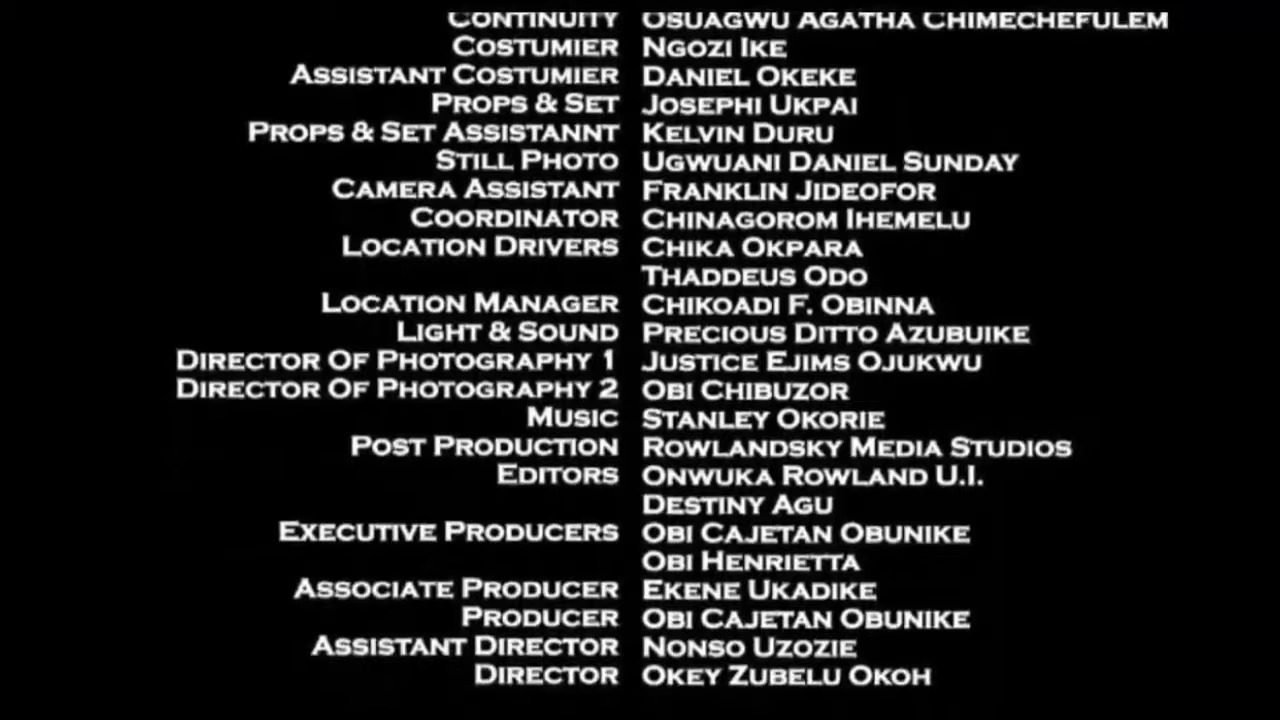 Continuity Osuagwu Agatha Chimechefulem
Costumier Ngozi Ike
Assistant Costumier Daniel Okeke
Props & Set Josephi Ukpai
Props & Set Assistannt Kelvin Duru
Still Photo Ugwuani Daniel Sunday
Camera Assistant Franklin Jideofor
Coordinator Chinagorom Ihemelu
Location Drivers Chika Okpara
Thaddeus Odo
Location Manager Chikoadi F. Obinna
Light & Sound Precious Ditto Azubuike
Director Of Photography 1 Justice Ejims Ojukwu
Director Of Photography 2 Obi Chibuzor
Music Stanley Okorie
Post Production Rowlandsky Media Studios
Editors Onwuka Rowland U.I.
Destiny Agu
Executive Producers Obi Cajetan Obunike
Obi Henrietta
Associate Producer Ekene Ukadike
Producer Obi Cajetan Obunike
Assistant Director Nonso Uzozie
Director Okey Zubelu Okoh